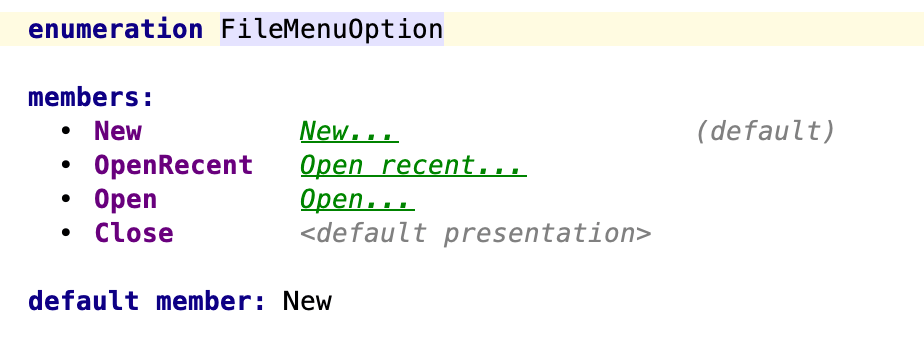 enumeration FileMenuOption
members:
• New New... (default)
• OpenRecent Open recent...
• Open Open...
• Close <default presentation>
default member: New